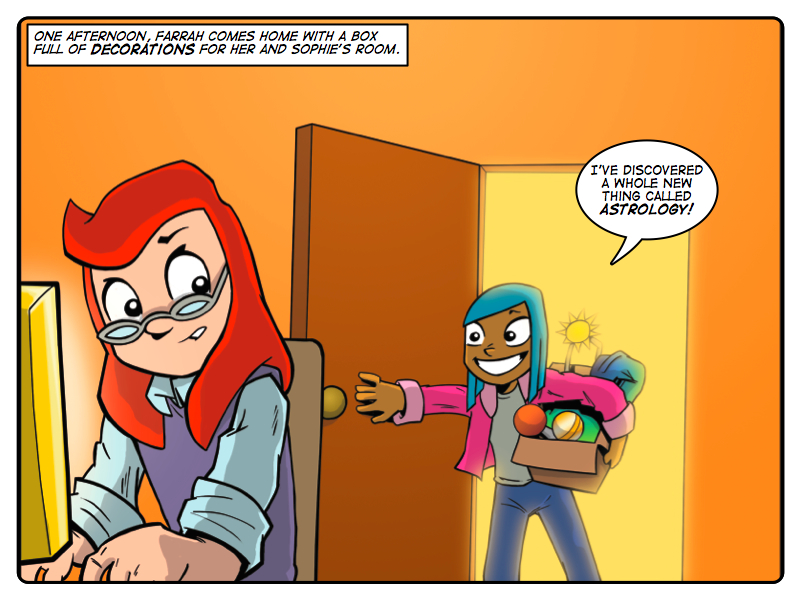 ONE AFTERNOON, FARRAH COMES HOME WITH A BOX
FULL OF DECORATIONS FOR HER AND SOPHIE'S ROOM.
I'VE DISCOVERED
A WHOLE NEW
THING CALLED
ASTROLOGY!